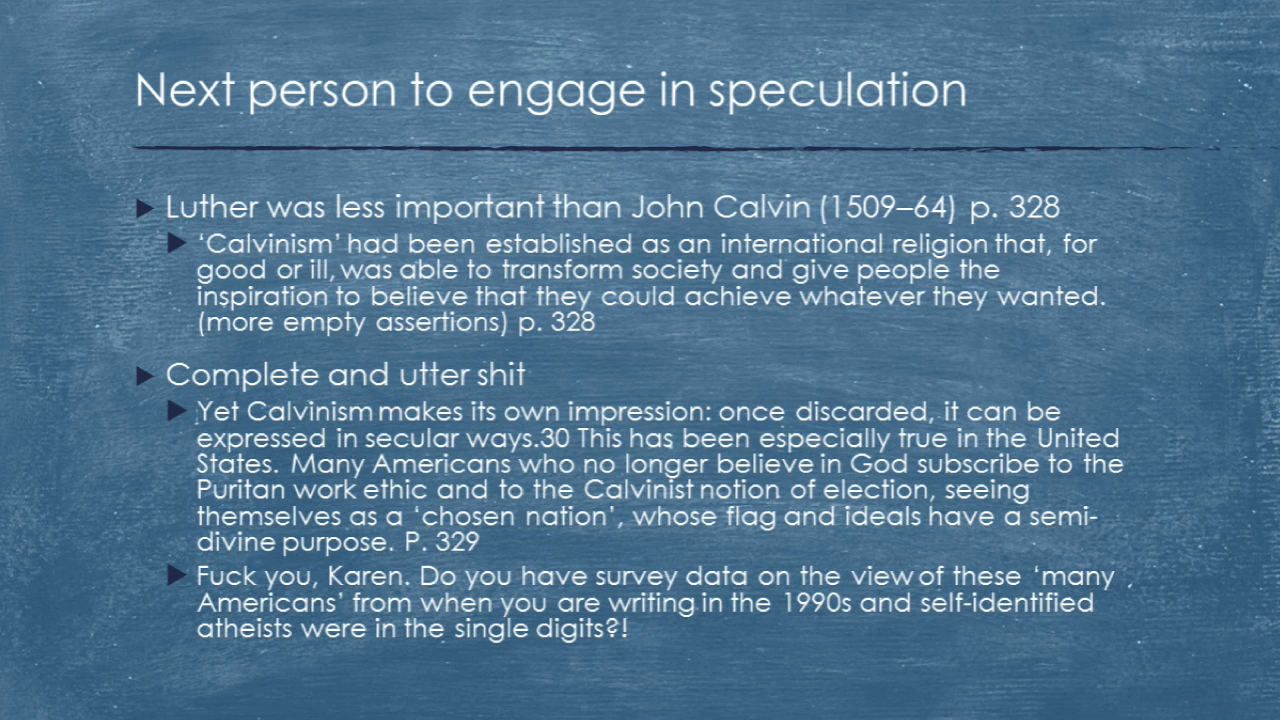 Next person to engage in speculation
Luther was less important than John Calvin (1509–64) p. 328
‘Calvinism’ had been established as an international religion that, for
good or ill, was able to transform society and give people the
inspiration to believe that they could achieve whatever they wanted.
(more empty assertions) p. 328
Complete and utter shit
Yet Calvinism makes its own impression: once discarded, it can be
expressed in secular ways.30 This has been especially true in the United
States. Many Americans who no longer believe in God subscribe to the
Puritan work ethic and to the Calvinist notion of election, seeing
themselves as a ‘chosen nation’, whose flag and ideals have a semi-
divine purpose. P. 329
Fuck you, Karen. Do you have survey data on the view of these ‘many
Americans’ from when you are writing in the 1990s and self-identified
atheists were in the single digits?!